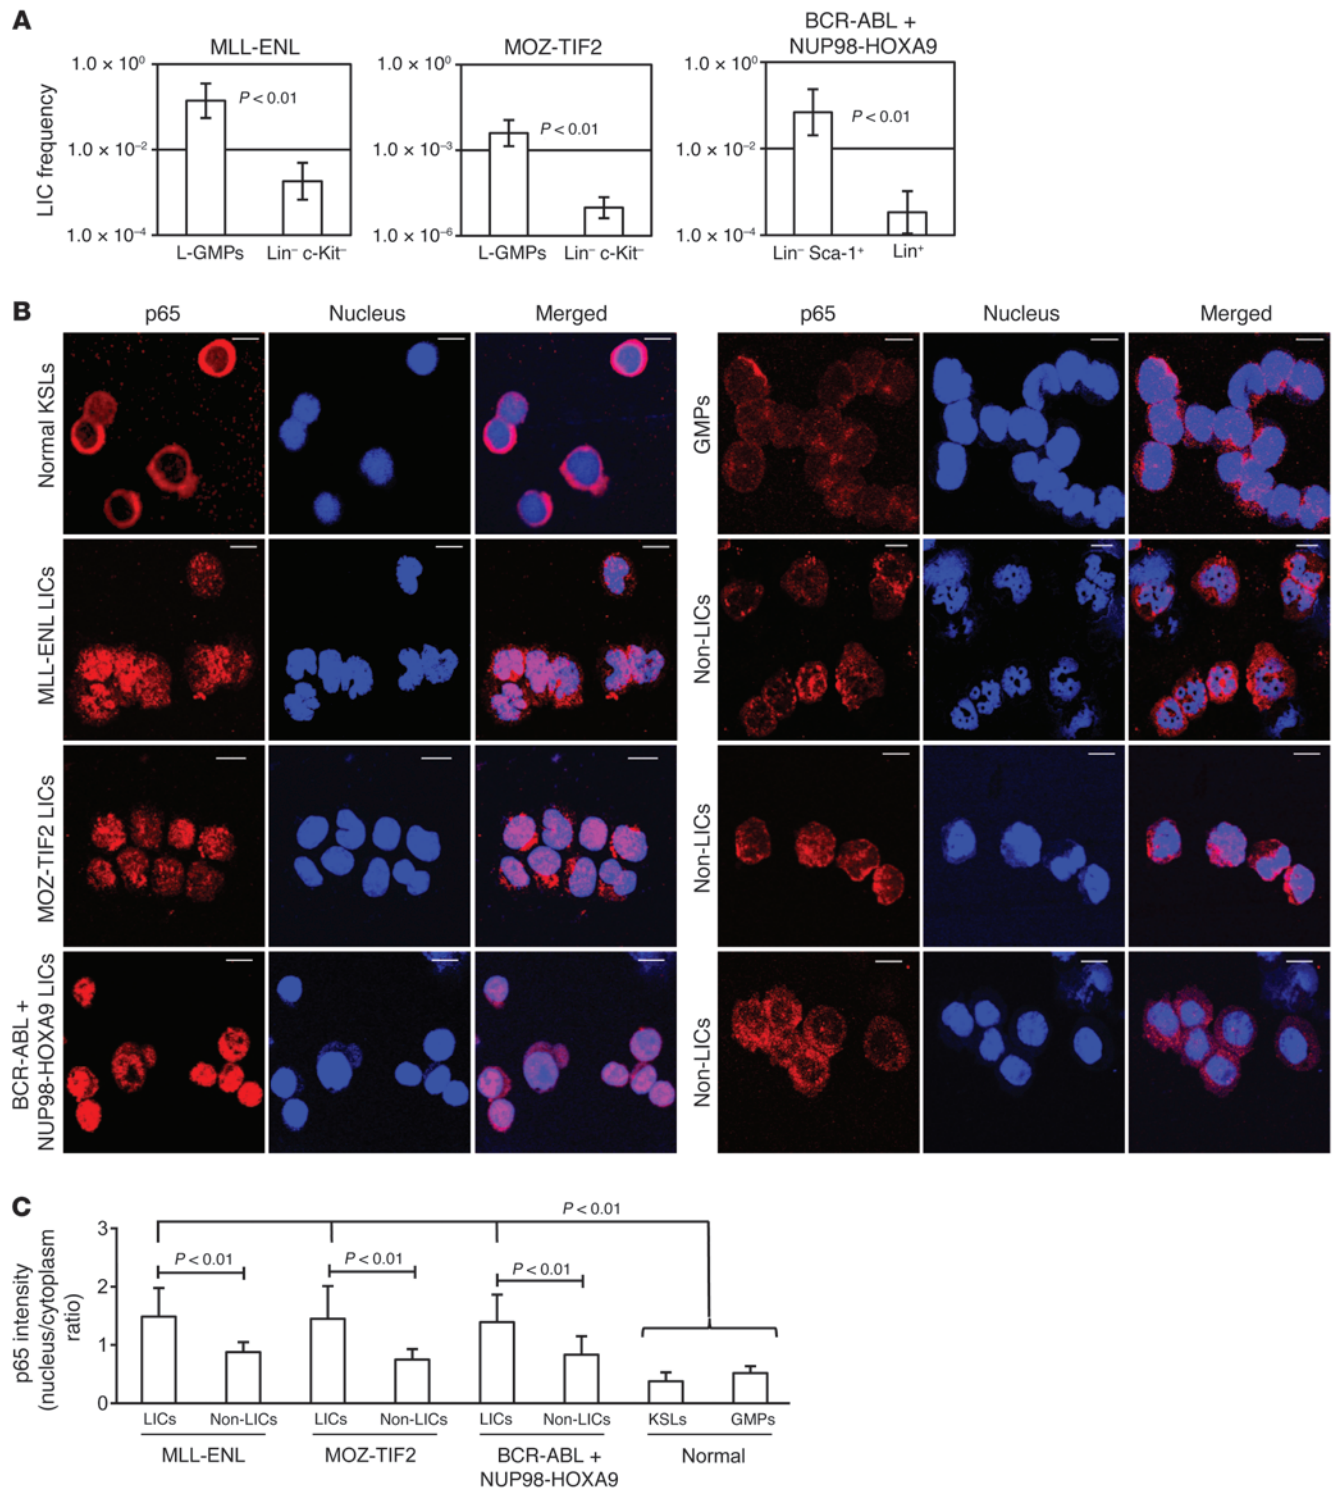 A
MLL-ENL
MOZ-TIF2
BCR-ABL +
NUP98-HOXA9
LIC frequency
1.0 × 10⁰
1.0 × 10⁻²
1.0 × 10⁻⁴
P < 0.01
L-GMPs
Lin⁻ c-Kit⁻
1.0 × 10⁰
1.0 × 10⁻³
1.0 × 10⁻⁶
P < 0.01
L-GMPs
Lin⁻ c-Kit⁻
1.0 × 10⁰
1.0 × 10⁻²
1.0 × 10⁻⁴
P < 0.01
Lin⁻ Sca-1⁺
Lin⁺
B
p65
Nucleus
Merged
p65
Nucleus
Merged
Normal KSLs
GMPs
MLL-ENL LICs
Non-LICs
MOZ-TIF2 LICs
Non-LICs
BCR-ABL +
NUP98-HOXA9 LICs
Non-LICs
C
p65 intensity
(nucleus/cytoplasm
ratio)
3
2
1
0
P < 0.01
P < 0.01
P < 0.01
P < 0.01
LICs
Non-LICs
LICs
Non-LICs
LICs
Non-LICs
KSLs
GMPs
MLL-ENL
MOZ-TIF2
BCR-ABL +
NUP98-HOXA9
Normal